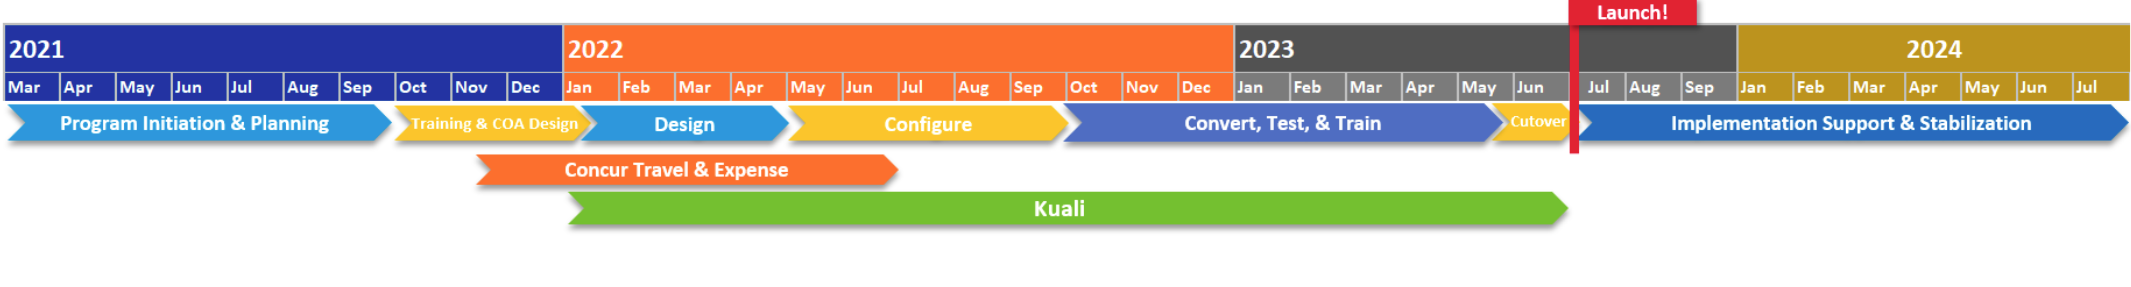 Launch!
2021 2022 2023 2024
Mar Apr May Jun Jul Aug Sep Oct Nov Dec Jan Feb Mar Apr May Jun Jul Aug Sep Oct Nov Dec Jan Feb Mar Apr May Jun Jul Aug Sep Jan Feb Mar Apr May Jun Jul
Program Initiation & Planning Training & COA Design Design Configure Convert, Test, & Train Cutover Implementation Support & Stabilization
Concur Travel & Expense
Kuali